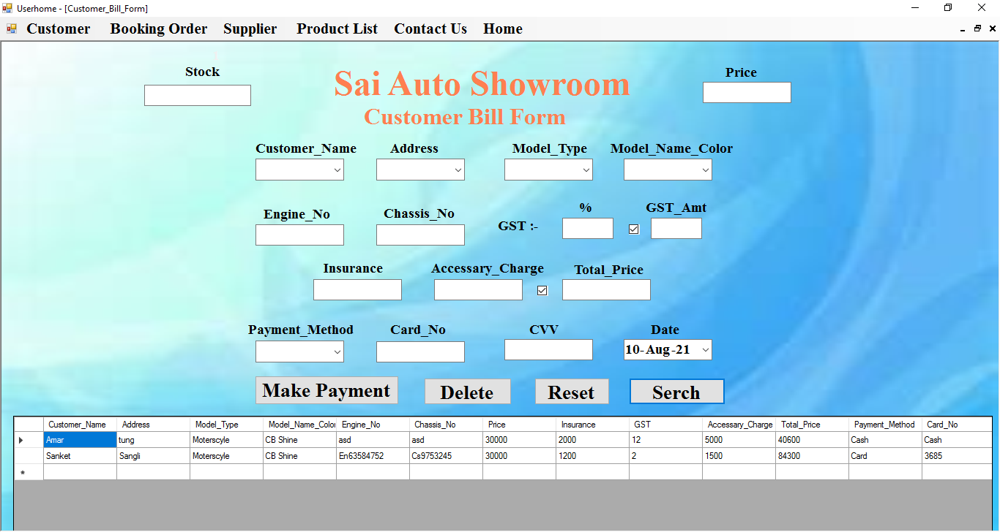 Userhome - [Customer_Bill_Form]
Customer Booking Order Supplier Product List Contact Us Home
Stock
Sai Auto Showroom
Price
Customer Bill Form
Customer_Name Address Model_Type Model_Name_Color
Engine_No Chassis_No GST :- % GST_Amt
Insurance Accessary_Charge Total_Price
Payment_Method Card_No CVV Date
10-Aug-21
Make Payment Delete Reset Serch
Customer_Name Address Model_Type Model_Name_Color Engine_No Chassis_No Price Insurance GST Accessary_Charge Total_Price Payment_Method Card_No
Amar tung Moterscyle CB Shine asd asd 30000 2000 12 5000 40600 Cash Cash
Sanket Sangli Moterscyle CB Shine En63584752 Cs9753245 30000 1200 2 1500 84300 Card 3685